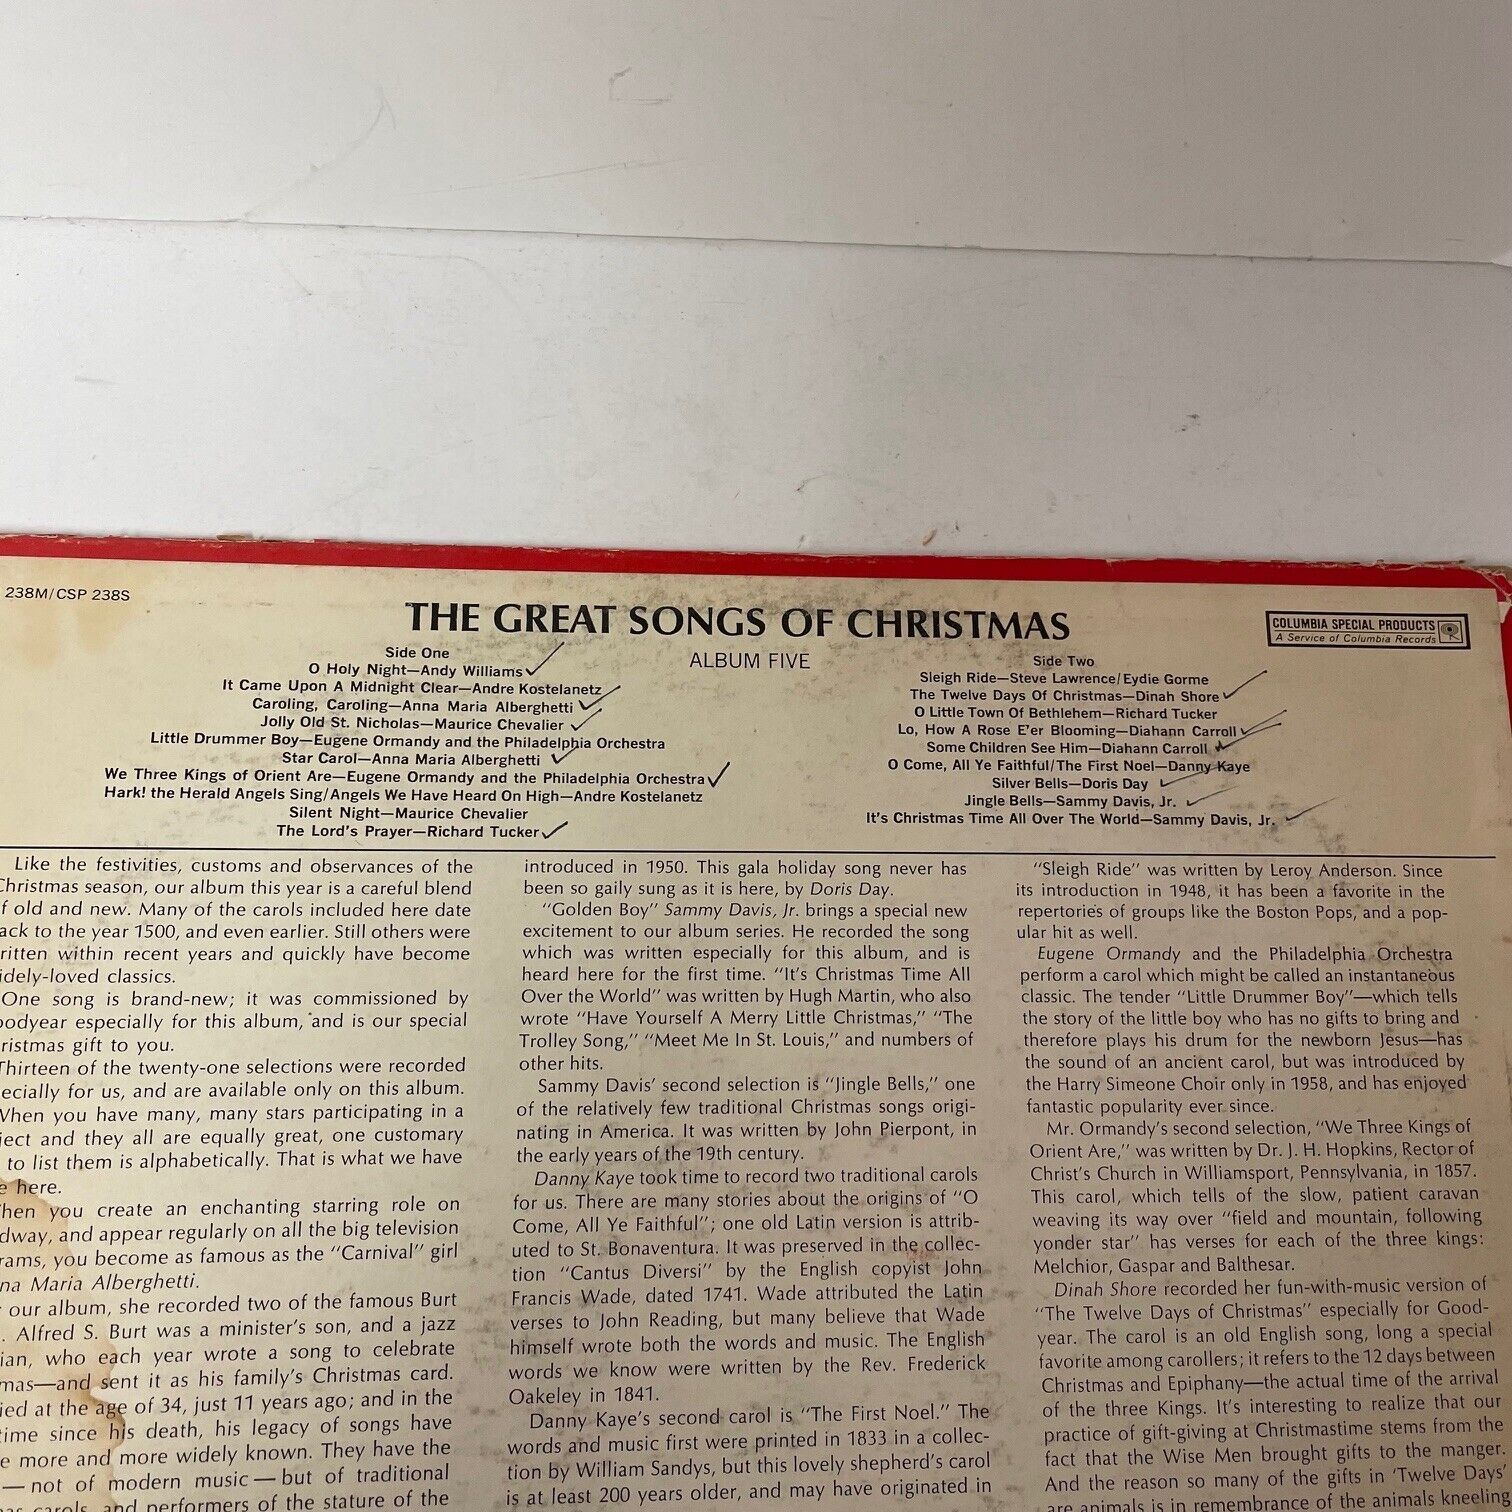 238M/CSP 238S
THE GREAT SONGS OF CHRISTMAS
ALBUM FIVE
COLUMBIA SPECIAL PRODUCTS
A Service of Columbia Records
Side One
O Holy Night—Andy Williams
It Came Upon A Midnight Clear—Andre Kostelanetz
Caroling, Caroling—Anna Maria Alberghetti
Jolly Old St. Nicholas—Maurice Chevalier
Little Drummer Boy—Eugene Ormandy and the Philadelphia Orchestra
Star Carol—Anna Maria Alberghetti
We Three Kings of Orient Are—Eugene Ormandy and the Philadelphia Orchestra
Hark! the Herald Angels Sing/Angels We Have Heard On High—Andre Kostelanetz
Silent Night—Maurice Chevalier
The Lord's Prayer—Richard Tucker
Side Two
Sleigh Ride—Steve Lawrence/Eydie Gorme
The Twelve Days Of Christmas—Dinah Shore
O Little Town Of Bethlehem—Richard Tucker
Lo, How A Rose E'er Blooming—Diahann Carroll
Some Children See Him—Diahann Carroll
O Come, All Ye Faithful/The First Noel—Danny Kaye
Silver Bells—Doris Day
Jingle Bells—Sammy Davis, Jr.
It's Christmas Time All Over The World—Sammy Davis, Jr.
Like the festivities, customs and observances of the
Christmas season, our album this year is a careful blend
f old and new. Many of the carols included here date
ack to the year 1500, and even earlier. Still others were
ritten within recent years and quickly have become
idely-loved classics.
One song is brand-new; it was commissioned by
oodyear especially for this album, and is our special
ristmas gift to you.
Thirteen of the twenty-one selections were recorded
ecially for us, and are available only on this album.
When you have many, many stars participating in a
ject and they all are equally great, one customary
to list them is alphabetically. That is what we have
e here.
hen you create an enchanting starring role on
dway, and appear regularly on all the big television
rams, you become as famous as the "Carnival" girl
na Maria Alberghetti.
our album, she recorded two of the famous Burt
. Alfred S. Burt was a minister's son, and a jazz
ian, who each year wrote a song to celebrate
mas—and sent it as his family's Christmas card.
ied at the age of 34, just 11 years ago; and in the
time since his death, his legacy of songs have
e more and more widely known. They have the
— not of modern music — but of traditional
carols, and performers of the stature of the
introduced in 1950. This gala holiday song never has
been so gaily sung as it is here, by Doris Day.
"Golden Boy" Sammy Davis, Jr. brings a special new
excitement to our album series. He recorded the song
which was written especially for this album, and is
heard here for the first time. "It's Christmas Time All
Over the World" was written by Hugh Martin, who also
wrote "Have Yourself A Merry Little Christmas," "The
Trolley Song," "Meet Me In St. Louis," and numbers of
other hits.
Sammy Davis' second selection is "Jingle Bells," one
of the relatively few traditional Christmas songs origi-
nating in America. It was written by John Pierpont, in
the early years of the 19th century.
Danny Kaye took time to record two traditional carols
for us. There are many stories about the origins of "O
Come, All Ye Faithful"; one old Latin version is attrib-
uted to St. Bonaventura. It was preserved in the collec-
tion "Cantus Diversi" by the English copyist John
Francis Wade, dated 1741. Wade attributed the Latin
verses to John Reading, but many believe that Wade
himself wrote both the words and music. The English
words we know were written by the Rev. Frederick
Oakeley in 1841.
Danny Kaye's second carol is "The First Noel." The
words and music first were printed in 1833 in a collec-
tion by William Sandys, but this lovely shepherd's carol
is at least 200 years older, and may have originated in
"Sleigh Ride" was written by Leroy Anderson. Since
its introduction in 1948, it has been a favorite in the
repertories of groups like the Boston Pops, and a pop-
ular hit as well.
Eugene Ormandy and the Philadelphia Orchestra
perform a carol which might be called an instantaneous
classic. The tender "Little Drummer Boy"—which tells
the story of the little boy who has no gifts to bring and
therefore plays his drum for the newborn Jesus—has
the sound of an ancient carol, but was introduced by
the Harry Simeone Choir only in 1958, and has enjoyed
fantastic popularity ever since.
Mr. Ormandy's second selection, "We Three Kings of
Orient Are," was written by Dr. J. H. Hopkins, Rector of
Christ's Church in Williamsport, Pennsylvania, in 1857.
This carol, which tells of the slow, patient caravan
weaving its way over "field and mountain, following
yonder star" has verses for each of the three kings:
Melchior, Gaspar and Balthesar.
Dinah Shore recorded her fun-with-music version of
"The Twelve Days of Christmas" especially for Good-
year. The carol is an old English song, long a special
favorite among carollers; it refers to the 12 days between
Christmas and Epiphany—the actual time of the arrival
of the three Kings. It's interesting to realize that our
practice of gift-giving at Christmastime stems from the
fact that the Wise Men brought gifts to the manger.
And the reason so many of the gifts in 'Twelve Days'
are animals is in remembrance of the animals kneeling